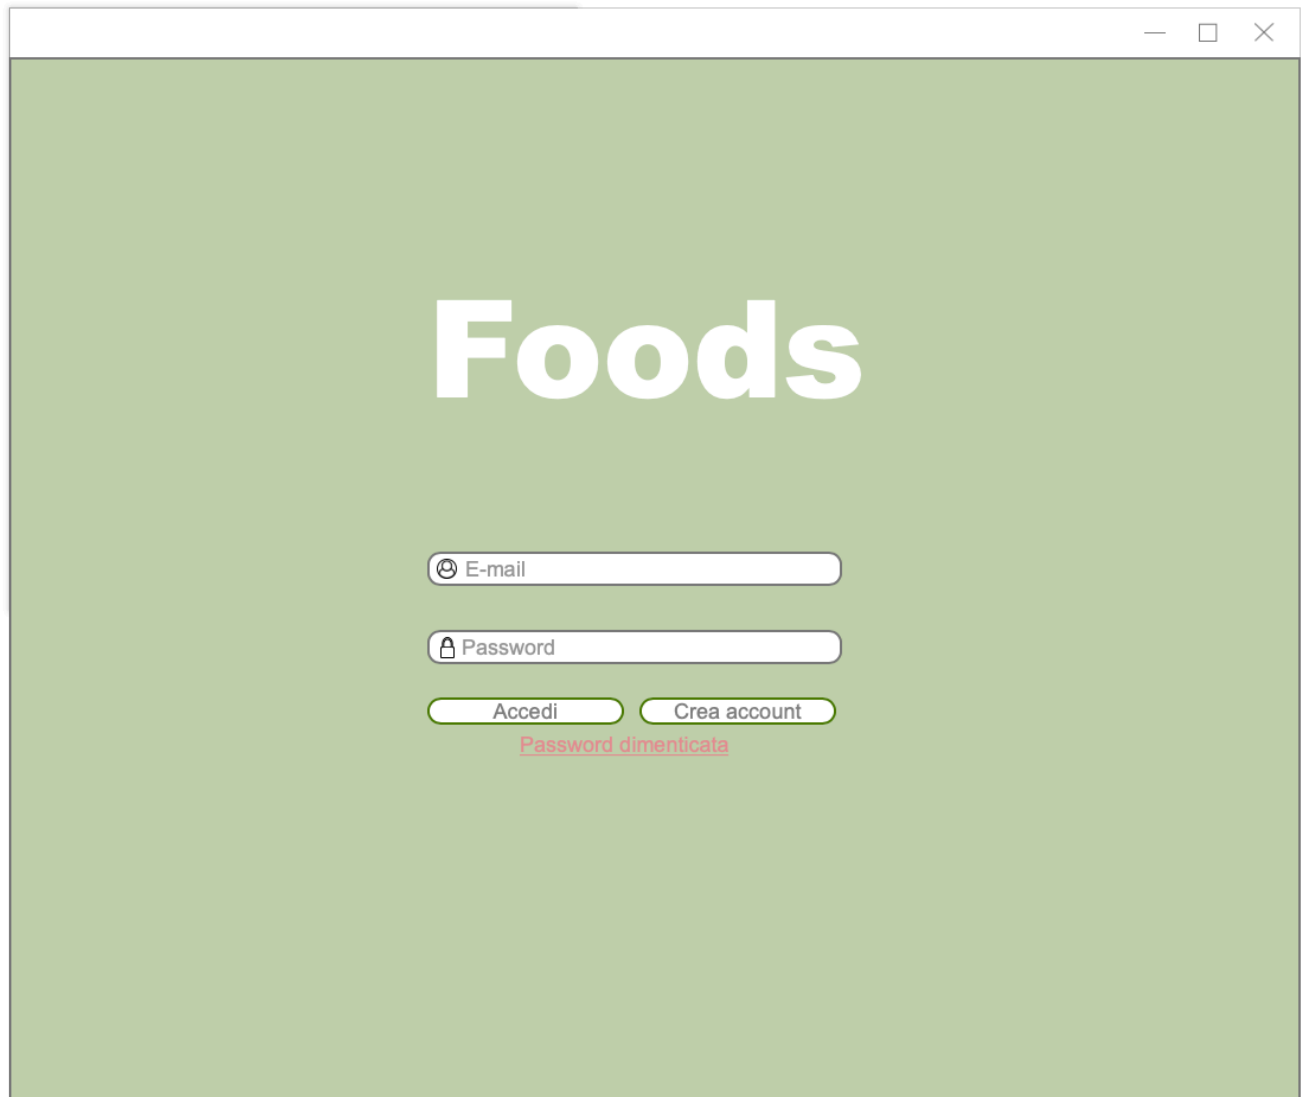 Foods
E-mail
Password
Accedi
Crea account
Password dimenticata